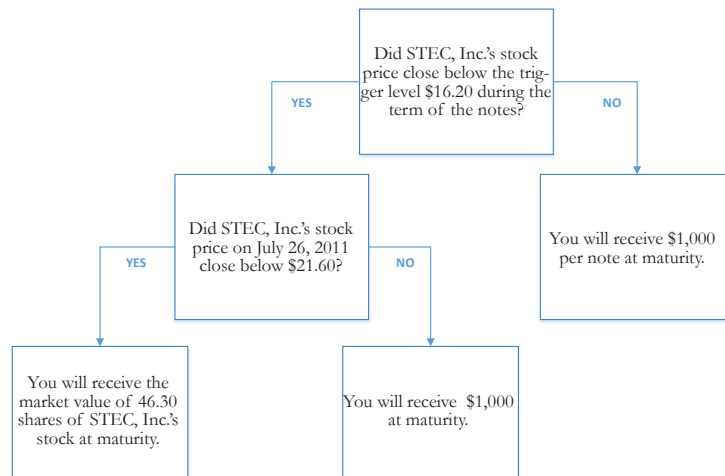 Did STEC, Inc.'s stock
price close below the trig-
ger level $16.20 during the
term of the notes?
YES
NO
Did STEC, Inc.'s stock
price on July 26, 2011
close below $21.60?
You will receive $1,000
per note at maturity.
YES
NO
You will receive the
market value of 46.30
shares of STEC, Inc.'s
stock at maturity.
You will receive $1,000
at maturity.